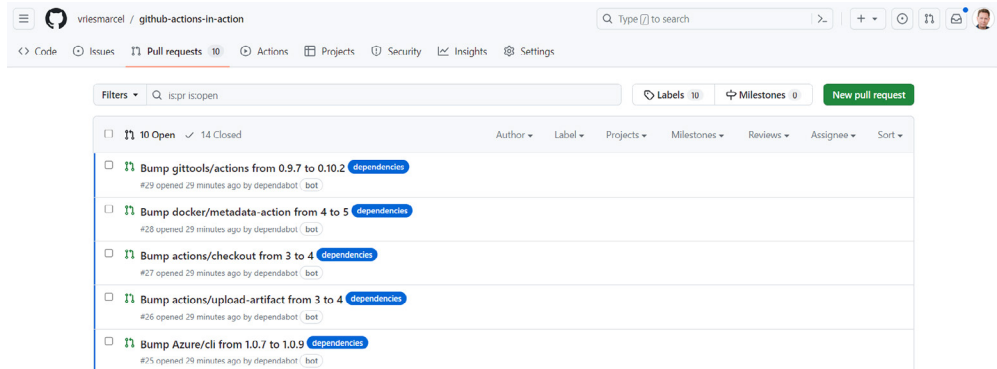 vriesmarcel / github-actions-in-action
Type / to search
Code Issues Pull requests 10 Actions Projects Security Insights Settings
Filters is:pr is:open Labels 10 Milestones 0 New pull request
10 Open 14 Closed Author Label Projects Milestones Reviews Assignee Sort
Bump gittools/actions from 0.9.7 to 0.10.2 dependencies
#29 opened 29 minutes ago by dependabot bot
Bump docker/metadata-action from 4 to 5 dependencies
#28 opened 29 minutes ago by dependabot bot
Bump actions/checkout from 3 to 4 dependencies
#27 opened 29 minutes ago by dependabot bot
Bump actions/upload-artifact from 3 to 4 dependencies
#26 opened 29 minutes ago by dependabot bot
Bump Azure/cli from 1.0.7 to 1.0.9 dependencies
#25 opened 29 minutes ago by dependabot bot